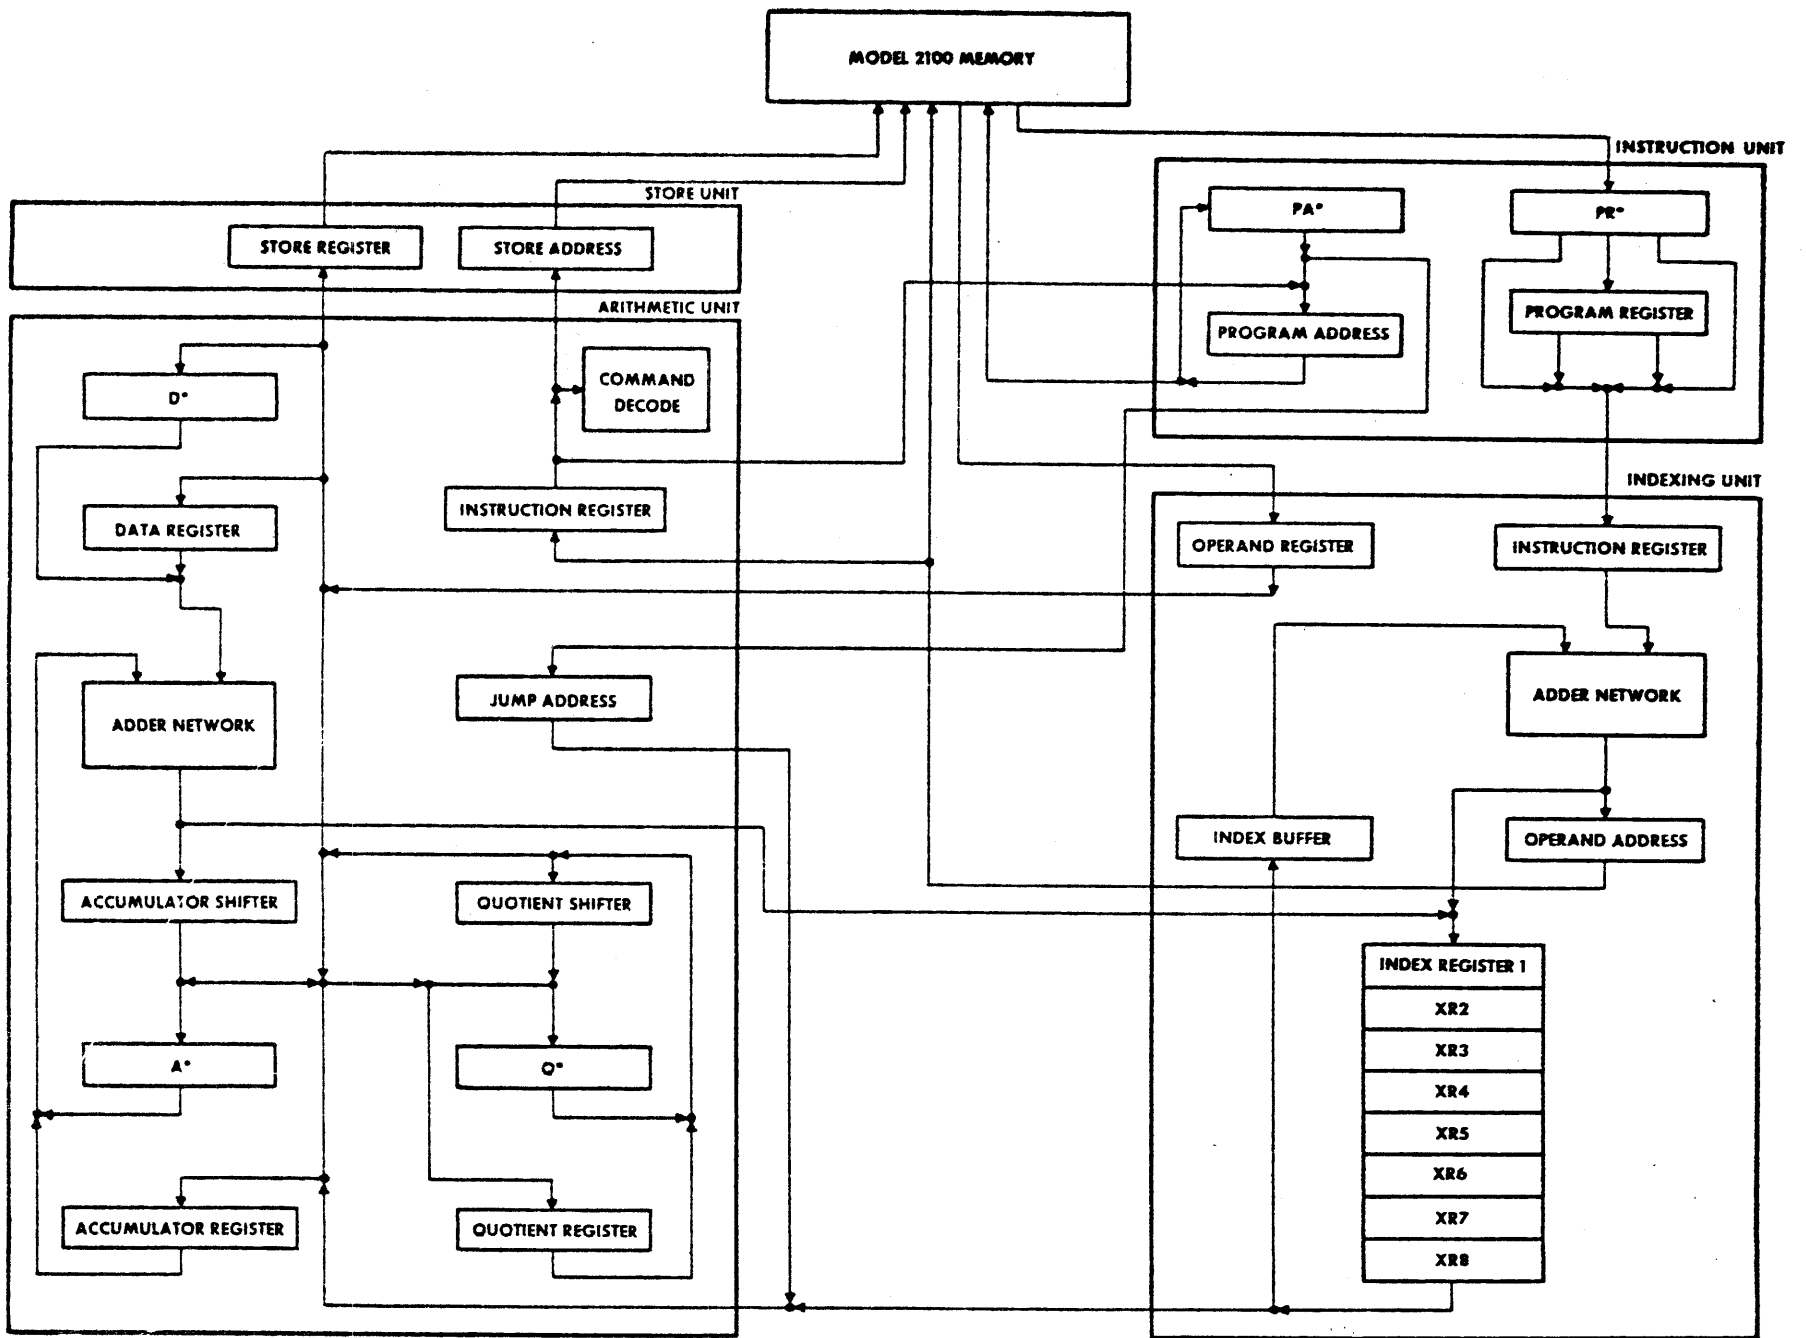 MODEL 2100 MEMORY
STORE UNIT
STORE REGISTER
STORE ADDRESS
ARITHMETIC UNIT
D*
COMMAND
DECODE
DATA REGISTER
INSTRUCTION REGISTER
ADDER NETWORK
JUMP ADDRESS
ACCUMULATOR SHIFTER
QUOTIENT SHIFTER
A*
Q*
ACCUMULATOR REGISTER
QUOTIENT REGISTER
INSTRUCTION UNIT
PA*
PR*
PROGRAM ADDRESS
PROGRAM REGISTER
INDEXING UNIT
OPERAND REGISTER
INSTRUCTION REGISTER
ADDER NETWORK
INDEX BUFFER
OPERAND ADDRESS
INDEX REGISTER 1
XR2
XR3
XR4
XR5
XR6
XR7
XR8